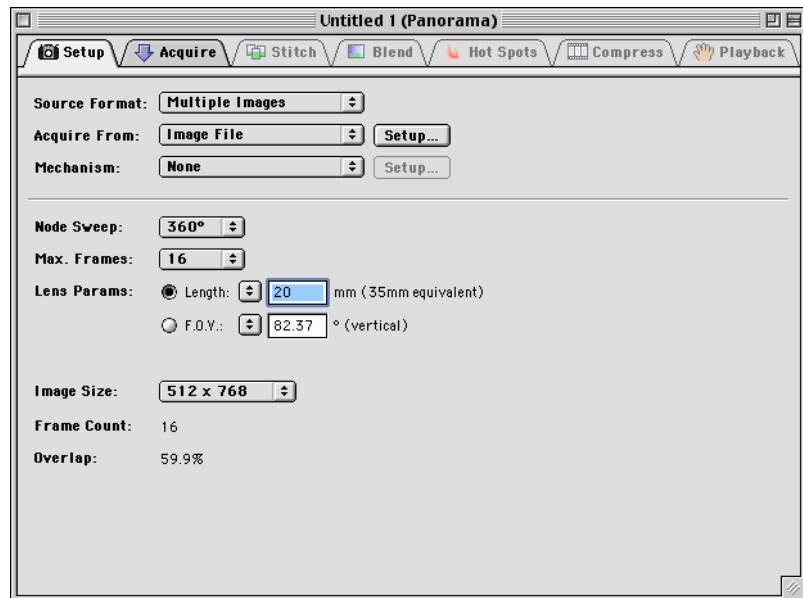 Untitled 1 (Panorama)
Setup Acquire Stitch Blend Hot Spots Compress Playback
Source Format: Multiple Images
Acquire From: Image File Setup...
Mechanism: None Setup...
Node Sweep: 360°
Max. Frames: 16
Lens Params: Length: 20 mm (35mm equivalent)
F.O.V.: 82.37 ° (vertical)
Image Size: 512 x 768
Frame Count: 16
Overlap: 59.9%